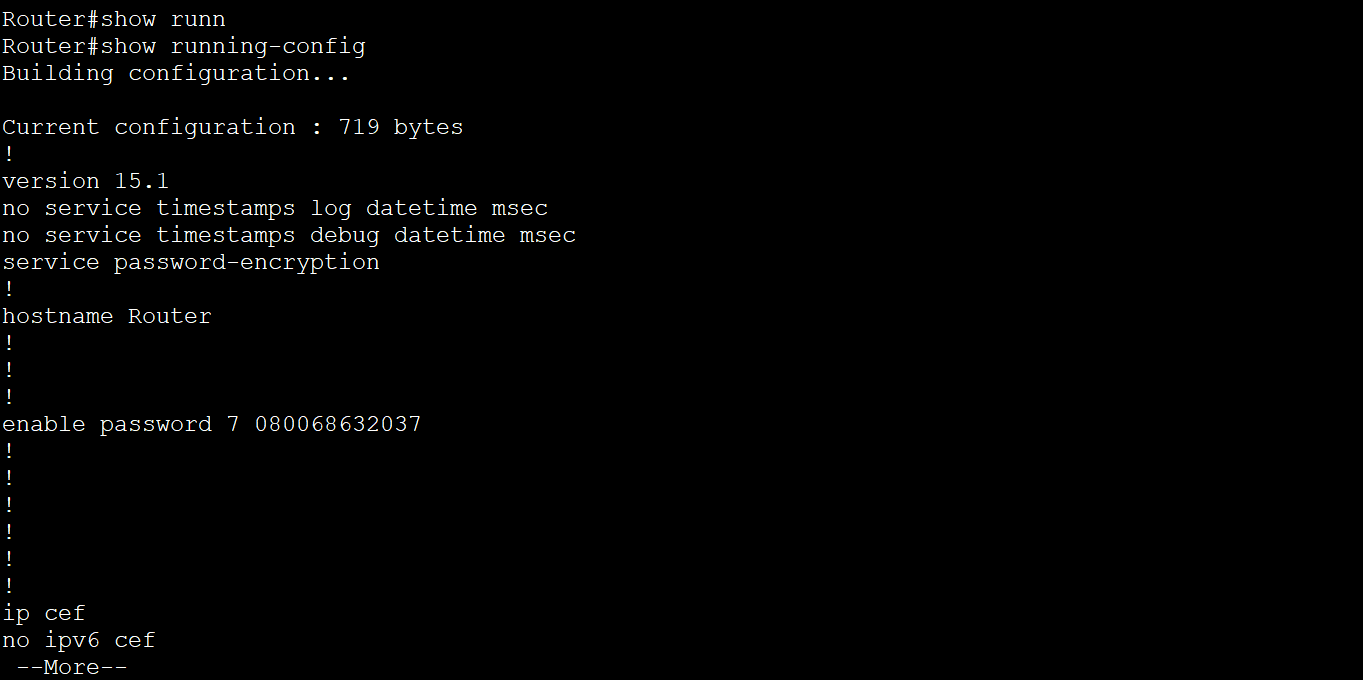 Router#show runn
Router#show running-config
Building configuration...
Current configuration : 719 bytes
!
version 15.1
no service timestamps log datetime msec
no service timestamps debug datetime msec
service password-encryption
!
hostname Router
!
!
!
enable password 7 080068632037
!
!
!
!
!
!
ip cef
no ipv6 cef
 --More--